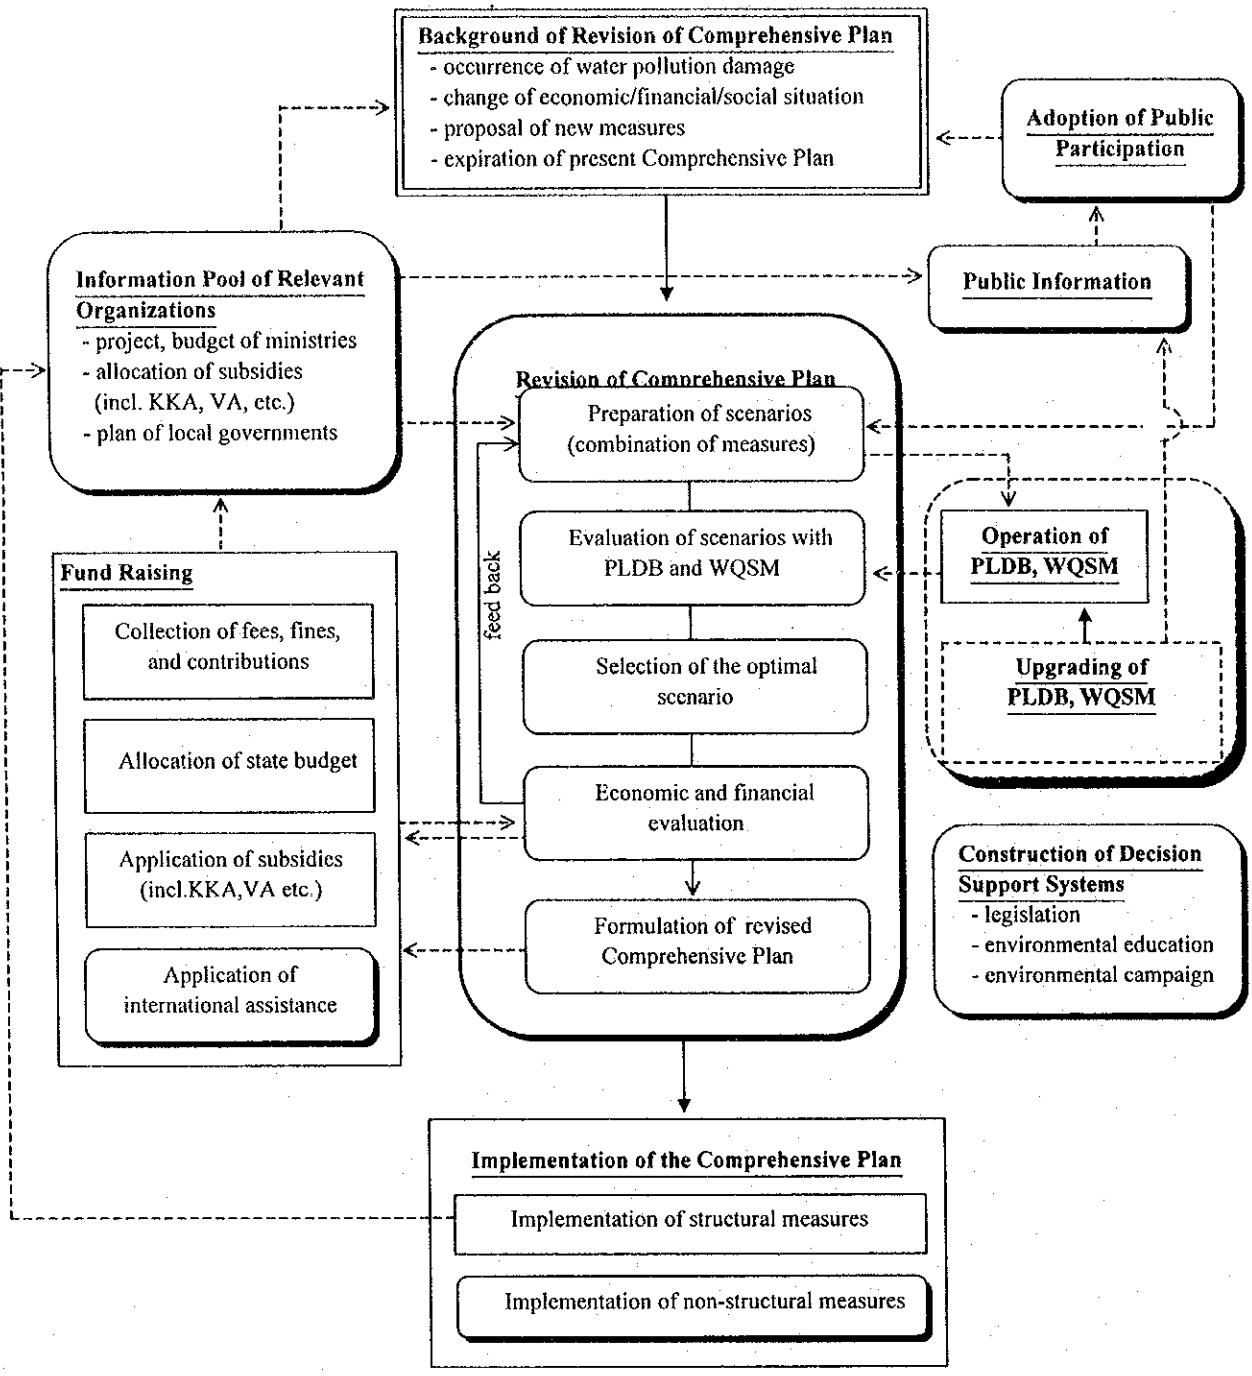 Background of Revision of Comprehensive Plan
- occurrence of water pollution damage
- change of economic/financial/social situation
- proposal of new measures
- expiration of present Comprehensive Plan
Adoption of Public
Participation
Public Information
Information Pool of Relevant
Organizations
- project, budget of ministries
- allocation of subsidies
(incl. KKA, VA, etc.)
- plan of local governments
Revision of Comprehensive Plan
Preparation of scenarios
(combination of measures)
Evaluation of scenarios with
PLDB and WQSM
Selection of the optimal
scenario
Economic and financial
evaluation
Formulation of revised
Comprehensive Plan
feed back
Operation of
PLDB, WQSM
Upgrading of
PLDB, WQSM
Fund Raising
Collection of fees, fines,
and contributions
Allocation of state budget
Application of subsidies
(incl.KKA,VA etc.)
Application of
international assistance
Construction of Decision
Support Systems
- legislation
- environmental education
- environmental campaign
Implementation of the Comprehensive Plan
Implementation of structural measures
Implementation of non-structural measures